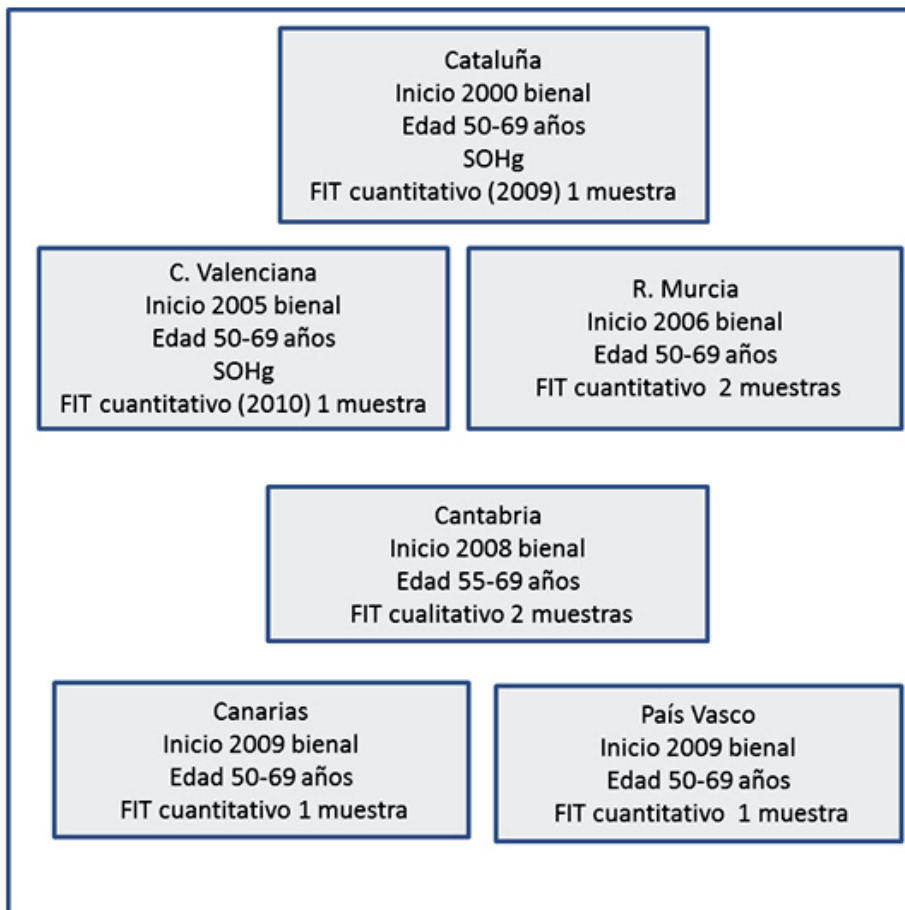 Cataluña
Inicio 2000 bienal
Edad 50-69 años
SOHg
FIT cuantitativo (2009) 1 muestra
C. Valenciana
Inicio 2005 bienal
Edad 50-69 años
SOHg
FIT cuantitativo (2010) 1 muestra
R. Murcia
Inicio 2006 bienal
Edad 50-69 años
FIT cuantitativo 2 muestras
Cantabria
Inicio 2008 bienal
Edad 55-69 años
FIT cualitativo 2 muestras
Canarias
Inicio 2009 bienal
Edad 50-69 años
FIT cuantitativo 1 muestra
País Vasco
Inicio 2009 bienal
Edad 50-69 años
FIT cuantitativo 1 muestra